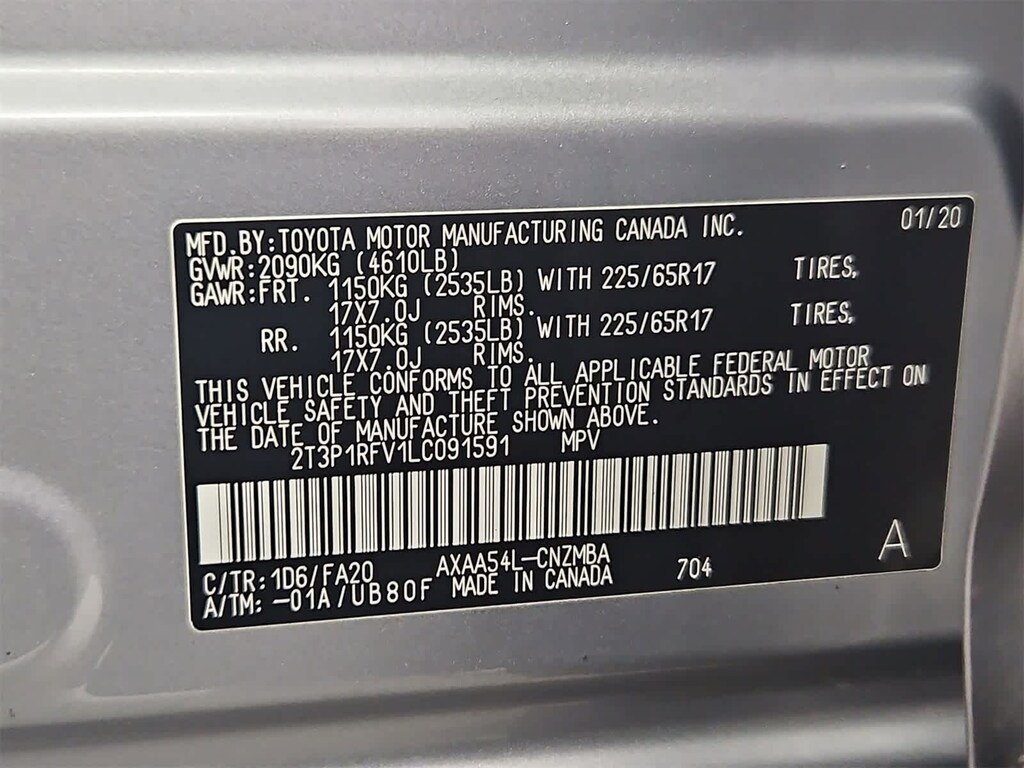 01/20
MFD.BY:TOYOTA MOTOR MANUFACTURING CANADA INC.
GVWR:2090KG (4610LB)
GAWR:FRT. 1150KG (2535LB) WITH 225/65R17 TIRES,
17X7.0J RIMS.
RR. 1150KG (2535LB) WITH 225/65R17 TIRES,
17X7.0J RIMS.
THIS VEHICLE CONFORMS TO ALL APPLICABLE FEDERAL MOTOR
VEHICLE SAFETY AND THEFT PREVENTION STANDARDS IN EFFECT ON
THE DATE OF MANUFACTURE SHOWN ABOVE.
2T3P1RFV1LC091591 MPV
A
C/TR:1D6/FA20 AXAA54L-CNZMBA 704
A/TM:-01A/UB80F MADE IN CANADA